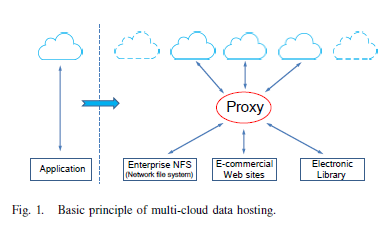 Proxy
Application
Enterprise NFS
(Network file system)
E-commercial
Web sites
Electronic
Library
Fig. 1. Basic principle of multi-cloud data hosting.